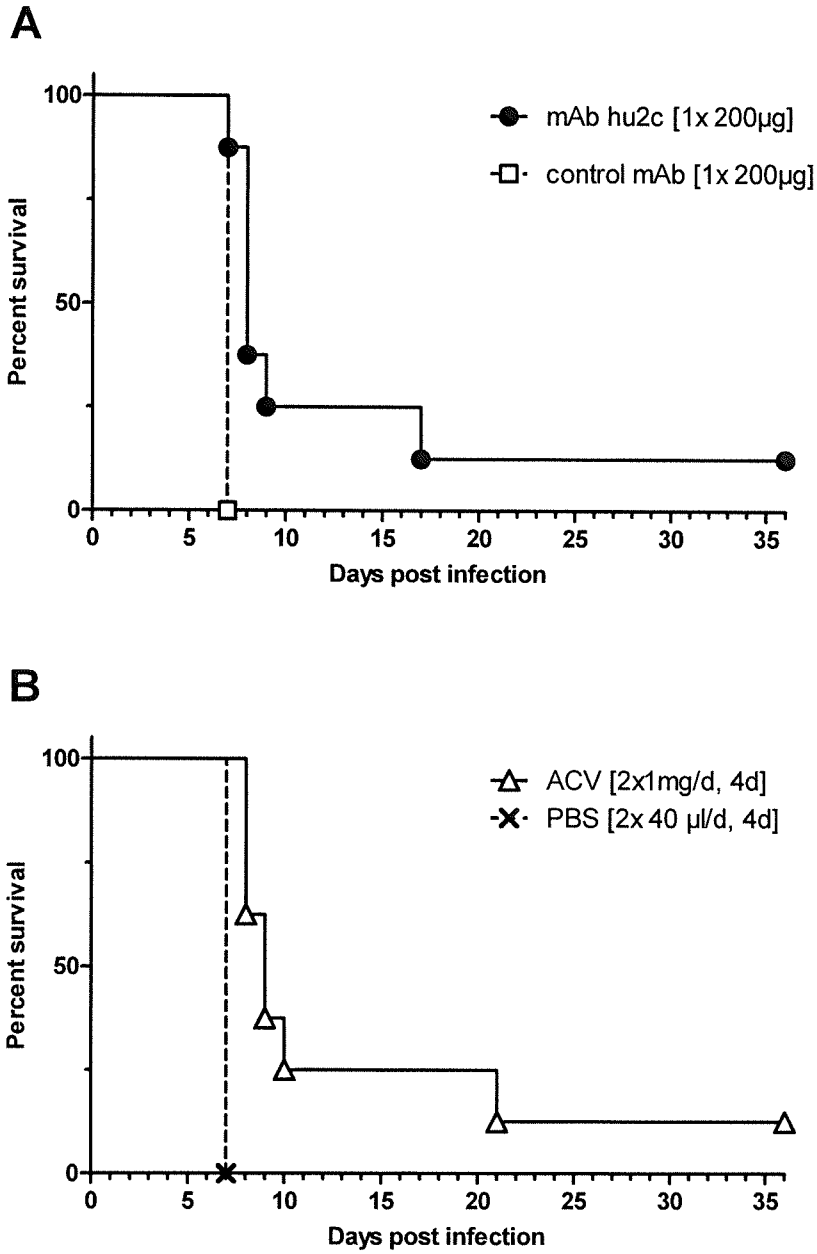 A
100
50
0
Percent survival
mAb hu2c [1x 200µg]
control mAb [1x 200µg]
0 5 10 15 20 25 30 35
Days post infection
B
100
50
0
Percent survival
ACV [2x1mg/d, 4d]
PBS [2x 40 µl/d, 4d]
0 5 10 15 20 25 30 35
Days post infection